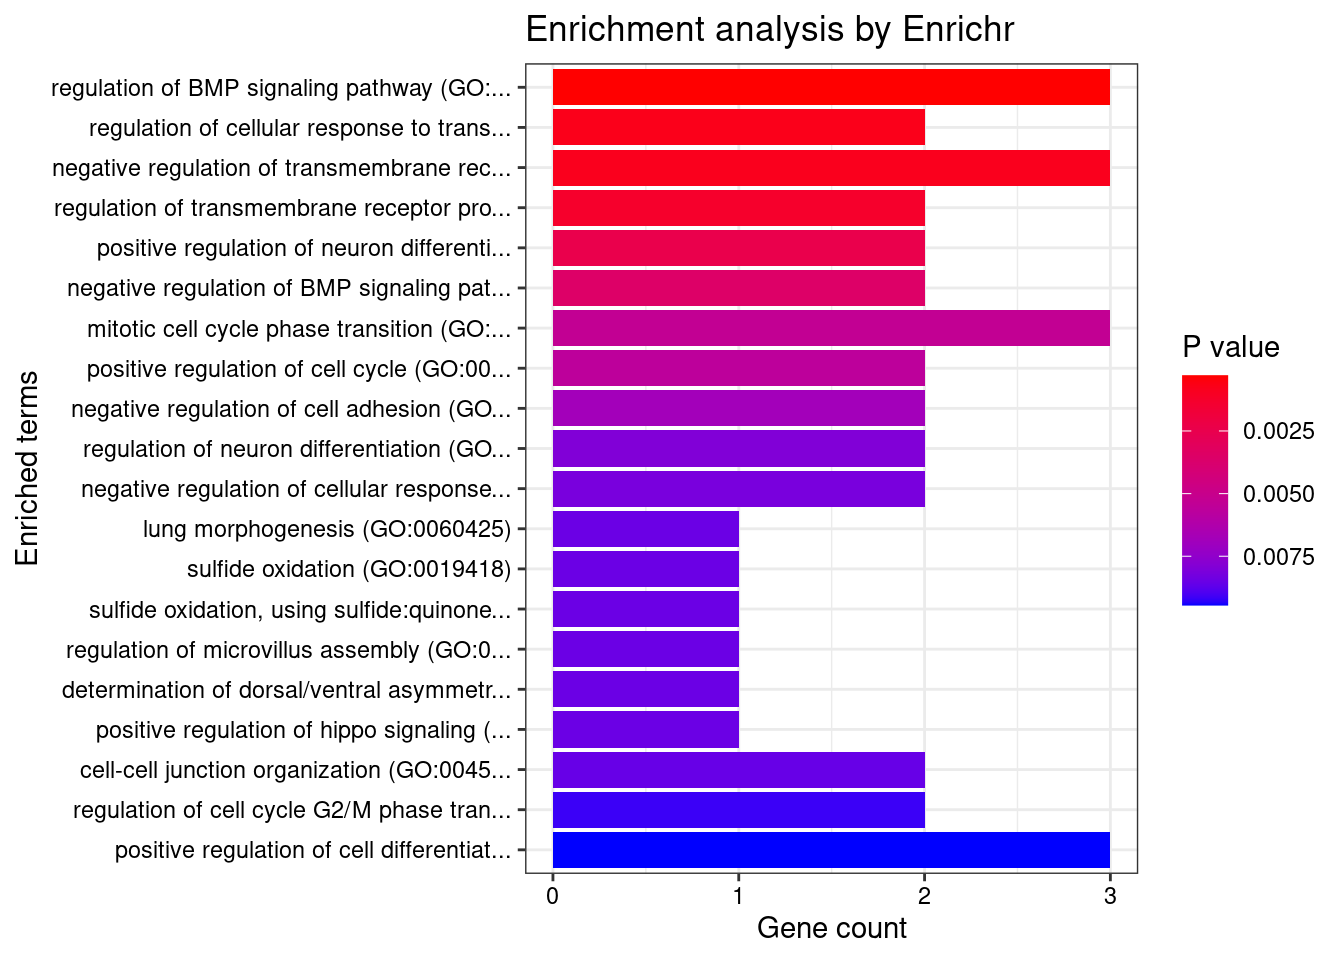 Enrichment analysis by Enrichr
regulation of BMP signaling pathway (GO:...
regulation of cellular response to trans...
negative regulation of transmembrane rec...
regulation of transmembrane receptor pro...
positive regulation of neuron differenti...
negative regulation of BMP signaling pat...
mitotic cell cycle phase transition (GO:...
positive regulation of cell cycle (GO:00...
negative regulation of cell adhesion (GO...
regulation of neuron differentiation (GO...
negative regulation of cellular response...
lung morphogenesis (GO:0060425)
sulfide oxidation (GO:0019418)
sulfide oxidation, using sulfide:quinone...
regulation of microvillus assembly (GO:0...
determination of dorsal/ventral asymmetr...
positive regulation of hippo signaling (...
cell-cell junction organization (GO:0045...
regulation of cell cycle G2/M phase tran...
positive regulation of cell differentiat...
Enriched terms
0 1 2 3
Gene count
P value
0.0025
0.0050
0.0075